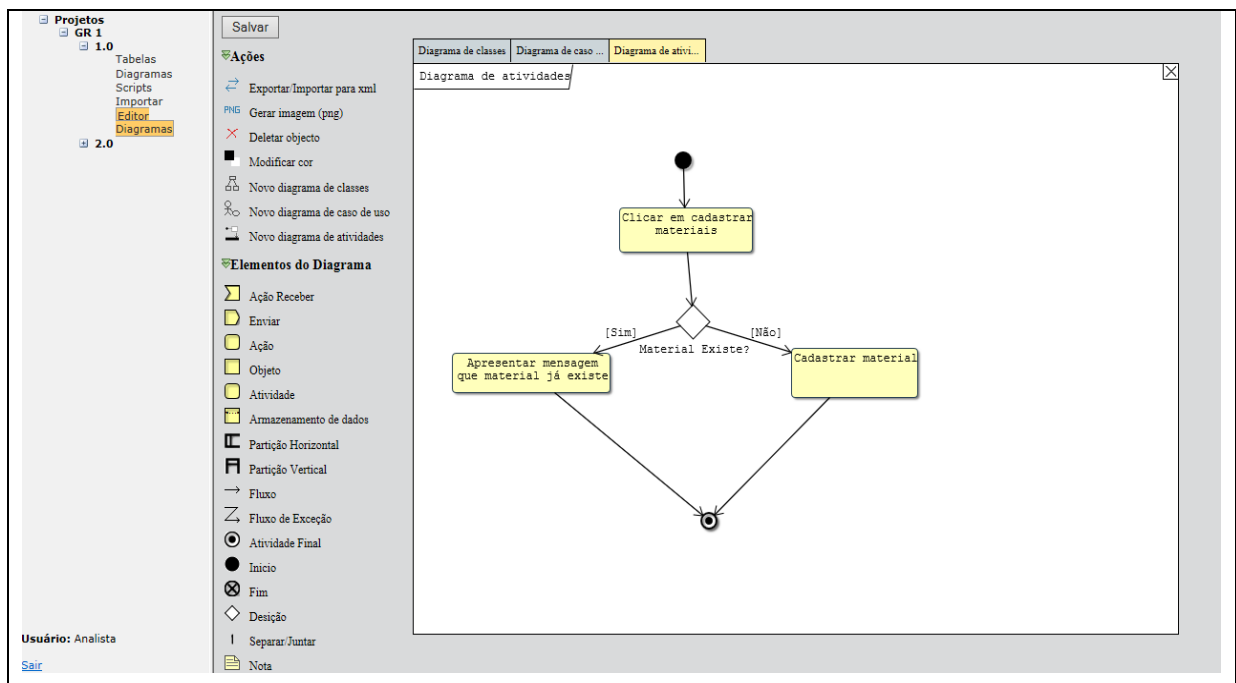 Projetos
GR 1
1.0
Tabelas
Diagramas
Scripts
Importar
Editor
Diagramas
2.0
Usuário: Analista
Sair
Salvar
Ações
Exportar/Importar para xml
PNG Gerar imagem (png)
Deletar objecto
Modificar cor
Novo diagrama de classes
Novo diagrama de caso de uso
Novo diagrama de atividades
Elementos do Diagrama
Ação Receber
Enviar
Ação
Objeto
Atividade
Armazenamento de dados
Partição Horizontal
Partição Vertical
Fluxo
Fluxo de Exceção
Atividade Final
Inicio
Fim
Desição
Separar/Juntar
Nota
Diagrama de classes Diagrama de caso ... Diagrama de ativi...
Diagrama de atividades
Clicar em cadastrar
materiais
[Sim] [Não]
Material Existe?
Apresentar mensagem
que material já existe
Cadastrar material